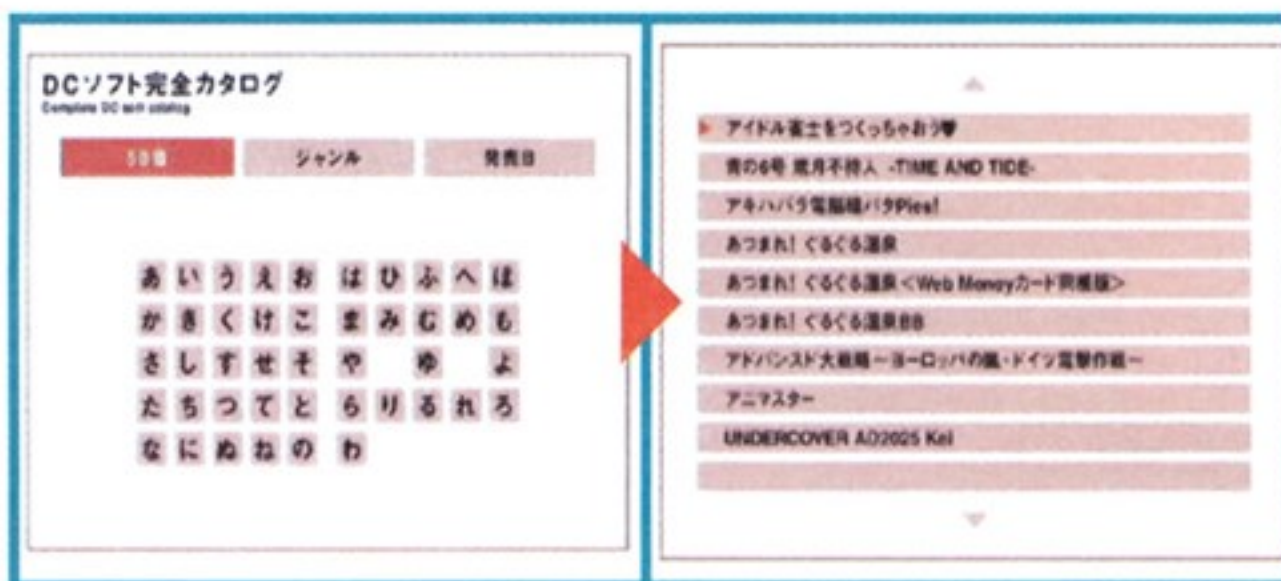 DCソフト完全カタログ
Complete DC soft catalog
50音 ジャンル 発売日
あ い う え お は ひ ふ へ ほ
か き く け こ ま み む め も
さ し す せ そ や ゆ よ
た ち つ て と ら り る れ ろ
な に ぬ ね の わ
アイドル雀士をつくっちゃおう♥
青の6号 歳月不待人 -TIME AND TIDE-
アキハバラ電脳組パタPies!
あつまれ! ぐるぐる温泉
あつまれ! ぐるぐる温泉<Web Moneyカード同梱版>
あつまれ! ぐるぐる温泉BB
アドバンスド大戦略〜ヨーロッパの嵐・ドイツ電撃作戦〜
アニマスター
UNDERCOVER AD2025 Kei